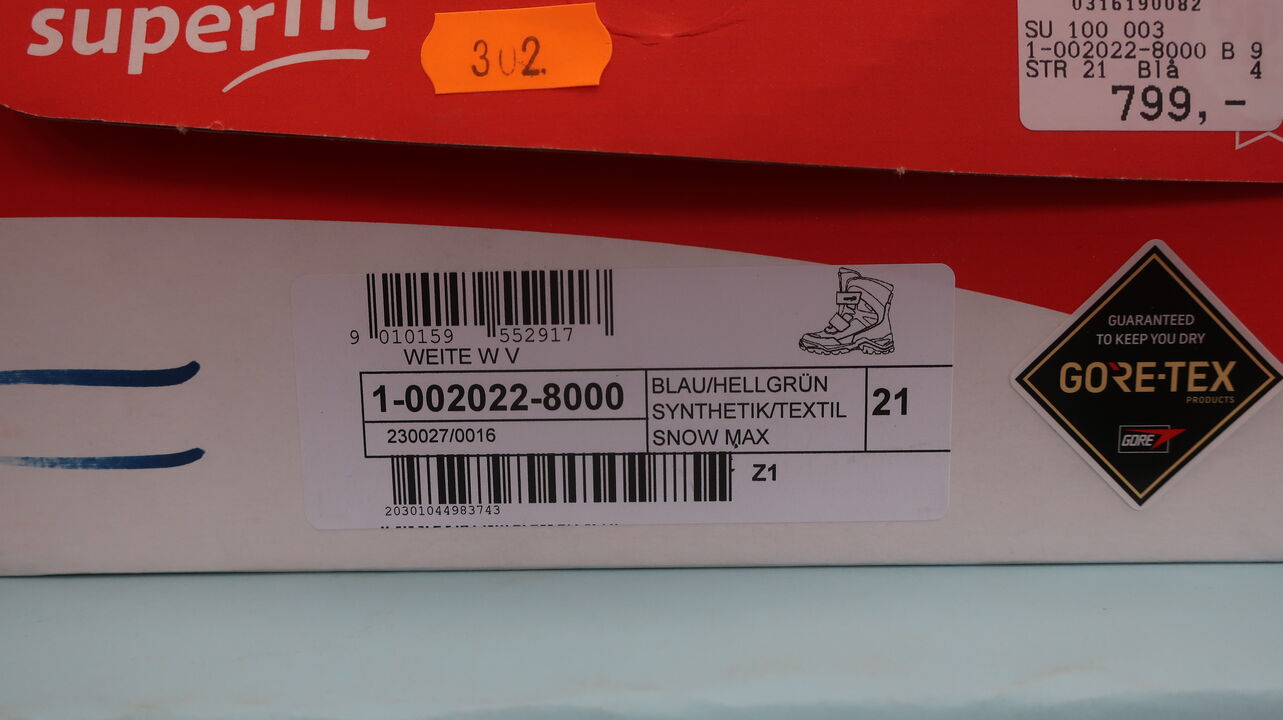 superfit
302.
0316190082
SU 100 003
1-002022-8000 B 9
STR 21 Blå 4
799,-
9 010159 552917
WEITE W V
1-002022-8000
230027/0016
BLAU/HELLGRÜN
SYNTHETIK/TEXTIL
SNOW MAX
21
Z1
20301044983743
GUARANTEED
TO KEEP YOU DRY
GORE-TEX
PRODUCTS
GORE